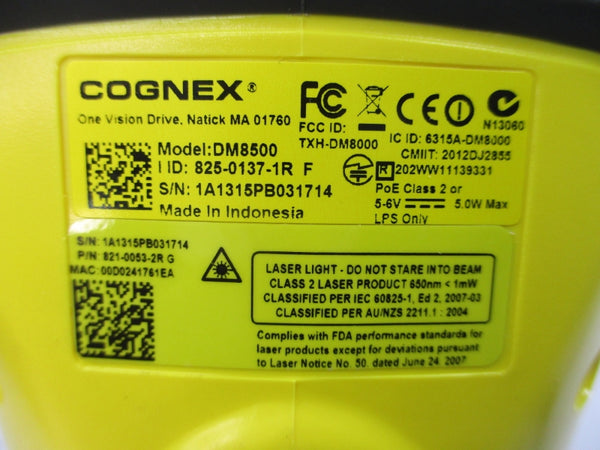 COGNEX®
One Vision Drive, Natick MA 01760
Model:DM8500
ID: 825-0137-1R F
S/N: 1A1315PB031714
Made In Indonesia
FC CE
N13060
FCC ID:
TXH-DM8000
IC ID: 6315A-DM8000
CMIIT: 2012DJ2855
R 202WW11139331
PoE Class 2 or
5-6V 5.0W Max
LPS Only
S/N: 1A1315PB031714
P/N: 821-0053-2R G
MAC: 00D0241761EA
LASER LIGHT - DO NOT STARE INTO BEAM
CLASS 2 LASER PRODUCT 650nm < 1mW
CLASSIFIED PER IEC 60825-1, Ed 2, 2007-03
CLASSIFIED PER AU/NZS 2211.1 : 2004
Complies with FDA performance standards for
laser products except for deviations pursuant
to Laser Notice No. 50, dated June 24, 2007